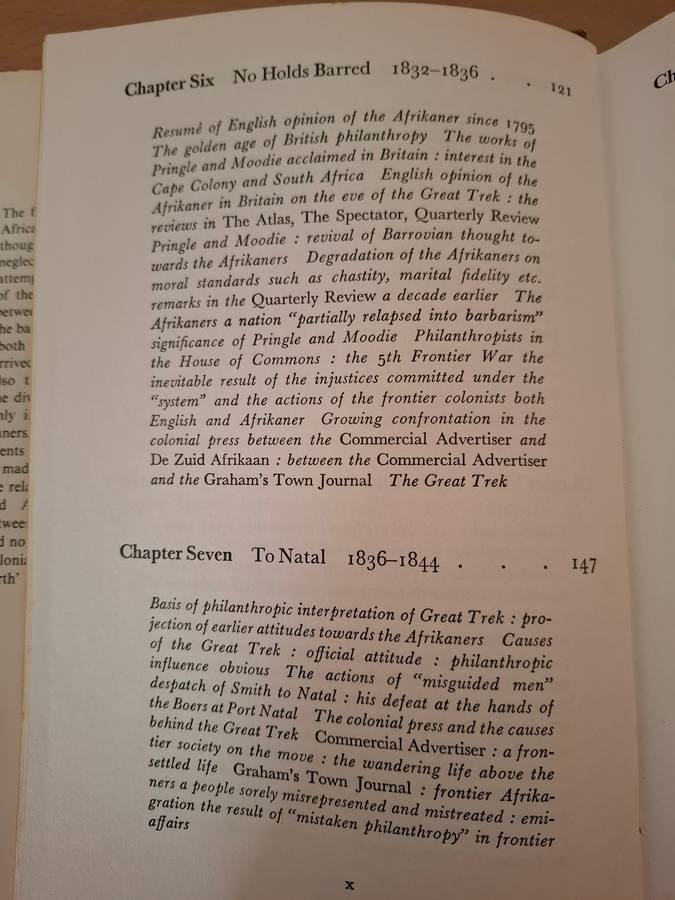 Chapter Six No Holds Barred 1832–1836 . . 121
Resumé of English opinion of the Afrikaner since 1795
The golden age of British philanthropy The works of
Pringle and Moodie acclaimed in Britain : interest in the
Cape Colony and South Africa English opinion of the
Afrikaner in Britain on the eve of the Great Trek : the
reviews in The Atlas, The Spectator, Quarterly Review
Pringle and Moodie : revival of Barrovian thought to-
wards the Afrikaners Degradation of the Afrikaners on
moral standards such as chastity, marital fidelity etc.
remarks in the Quarterly Review a decade earlier The
Afrikaners a nation “partially relapsed into barbarism”
significance of Pringle and Moodie Philanthropists in
the House of Commons : the 5th Frontier War the
inevitable result of the injustices committed under the
“system” and the actions of the frontier colonists both
English and Afrikaner Growing confrontation in the
colonial press between the Commercial Advertiser and
De Zuid Afrikaan : between the Commercial Advertiser
and the Graham’s Town Journal The Great Trek
Chapter Seven To Natal 1836–1844 . . . 147
Basis of philanthropic interpretation of Great Trek : pro-
jection of earlier attitudes towards the Afrikaners Causes
of the Great Trek : official attitude : philanthropic
influence obvious The actions of “misguided men”
despatch of Smith to Natal : his defeat at the hands of
the Boers at Port Natal The colonial press and the causes
behind the Great Trek Commercial Advertiser : a fron-
tier society on the move : the wandering life above the
settled life Graham’s Town Journal : frontier Afrika-
ners a people sorely misrepresented and mistreated : emi-
gration the result of “mistaken philanthropy” in frontier
affairs
x